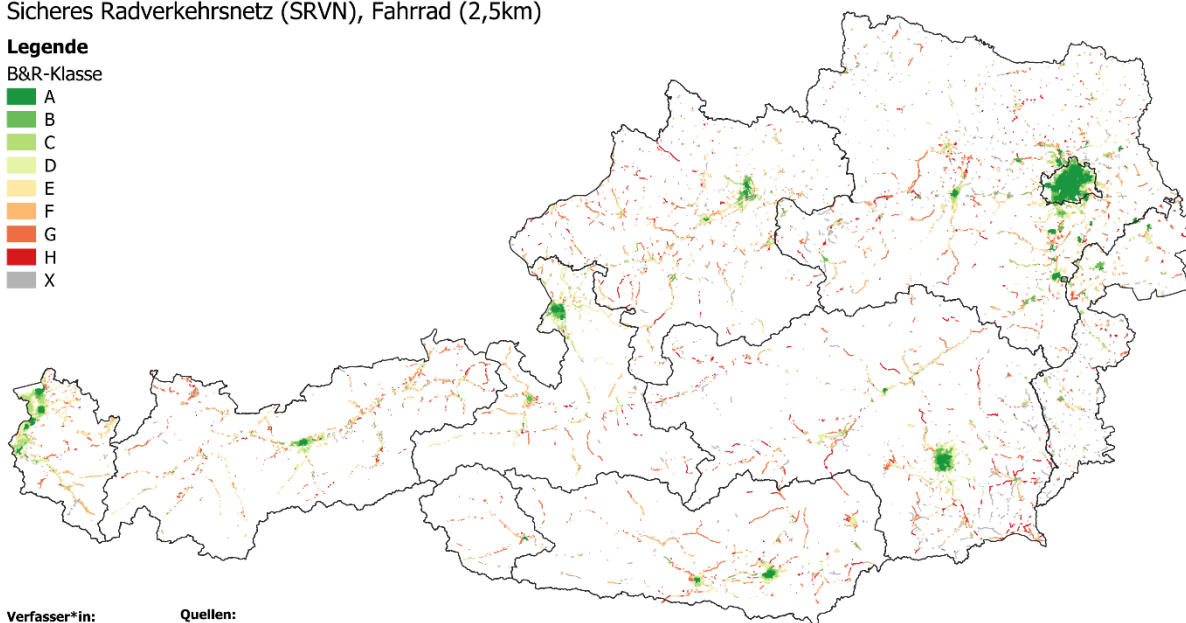 Sicheres Radverkehrsnetz (SRVN), Fahrrad (2,5km)
Legende
B&R-Klasse
A
B
C
D
E
F
G
H
X
Verfasser*in: Quellen: